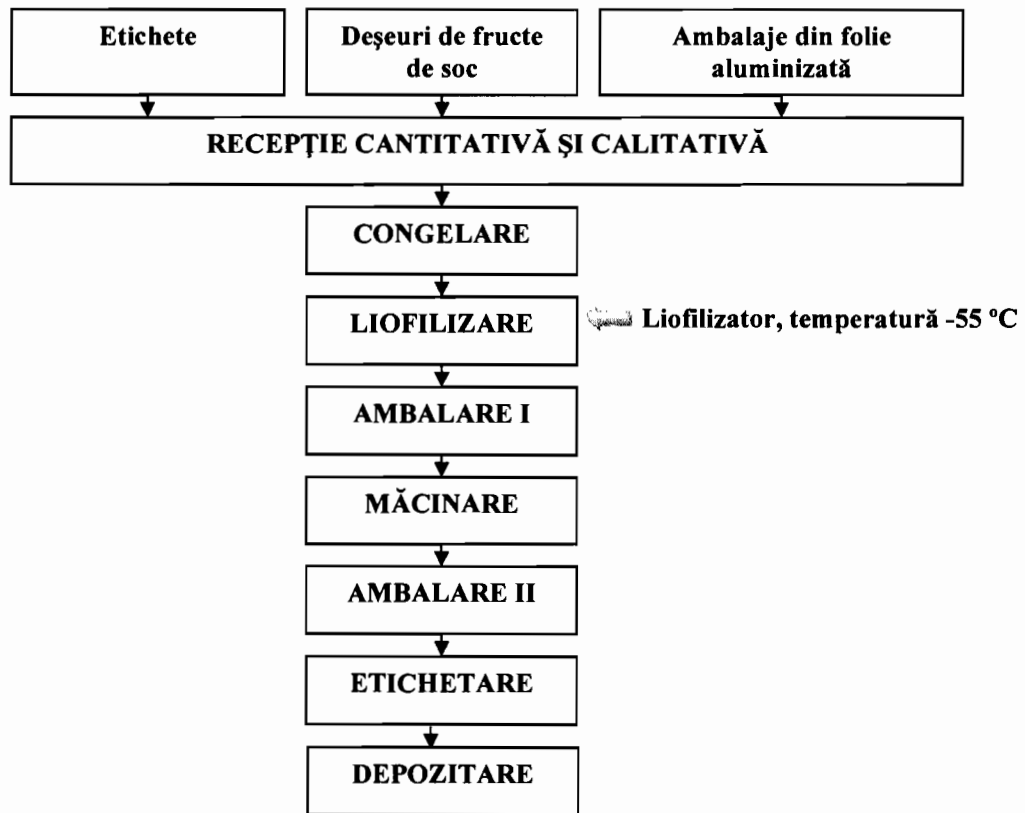 Etichete
Deşeuri de fructe
de soc
Ambalaje din folie
aluminizată
RECEPŢIE CANTITATIVĂ ŞI CALITATIVĂ
CONGELARE
LIOFILIZARE
Liofilizator, temperatură -55 ºC
AMBALARE I
MĂCINARE
AMBALARE II
ETICHETARE
DEPOZITARE